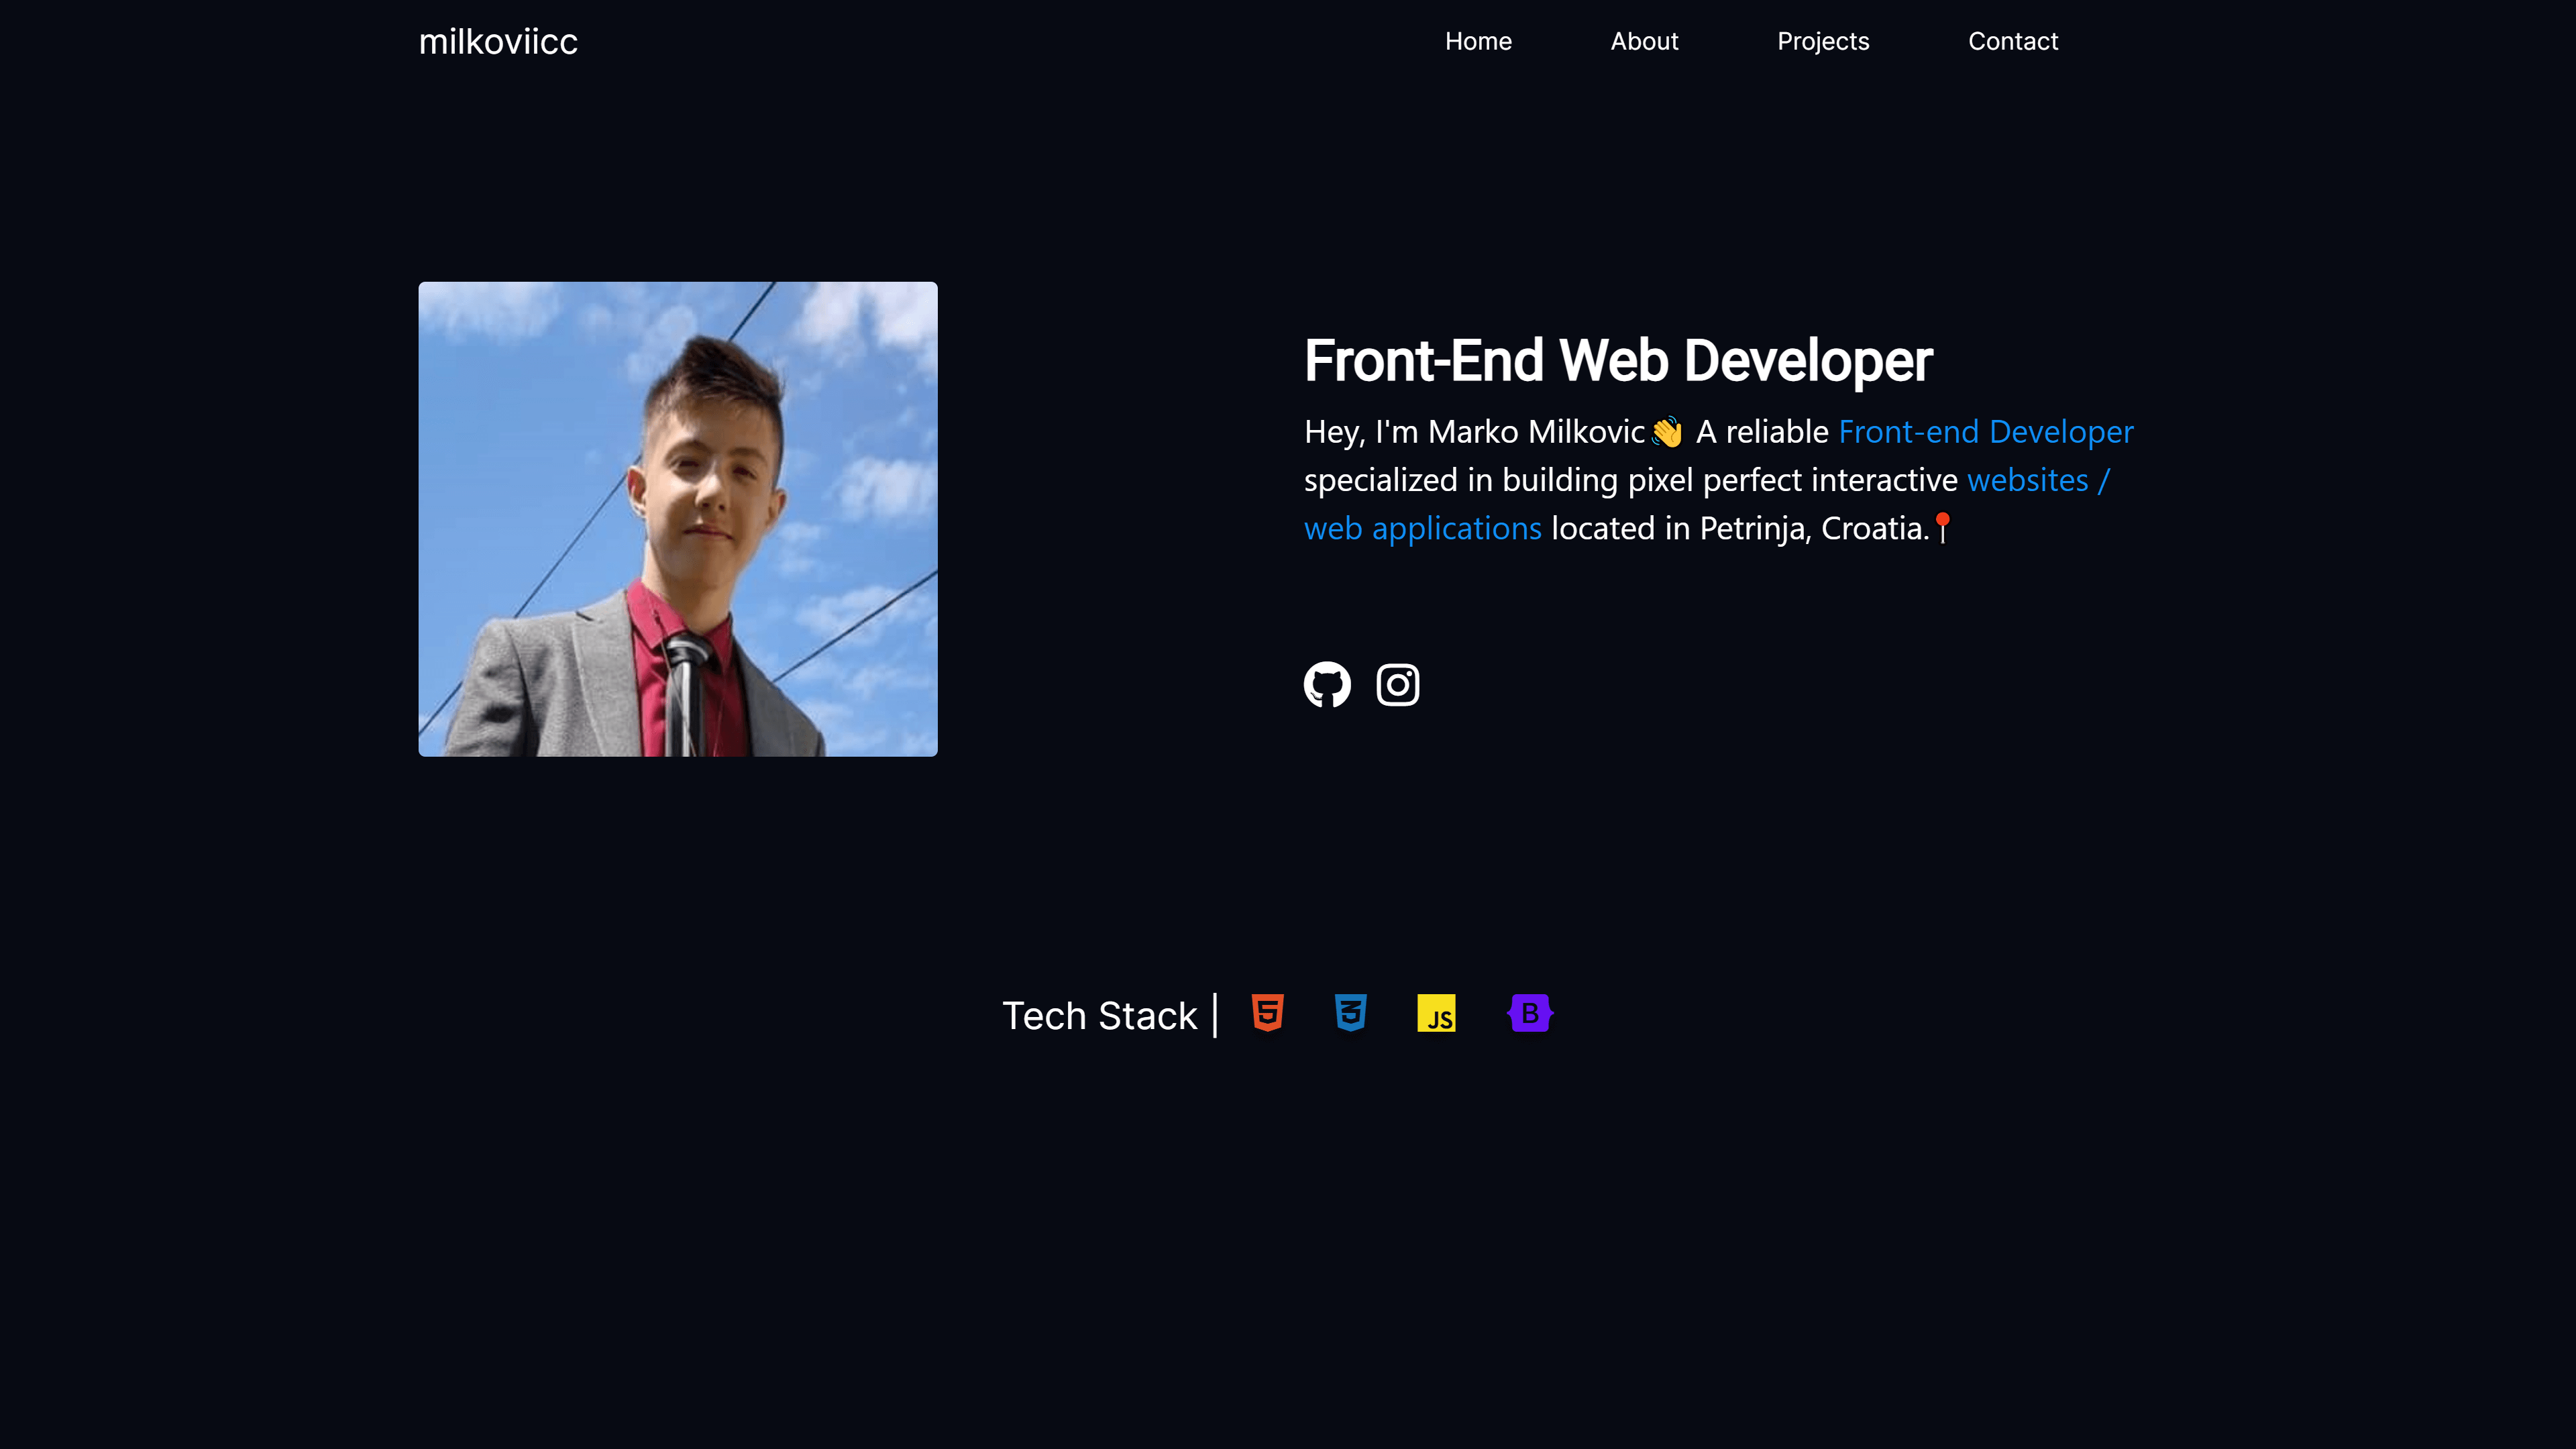 milkoviicc
Home About Projects Contact
Front-End Web Developer
Hey, I'm Marko Milkovic👋 A reliable Front-end Developer
specialized in building pixel perfect interactive websites /
web applications located in Petrinja, Croatia.📍
Tech Stack |
5 3 JS B